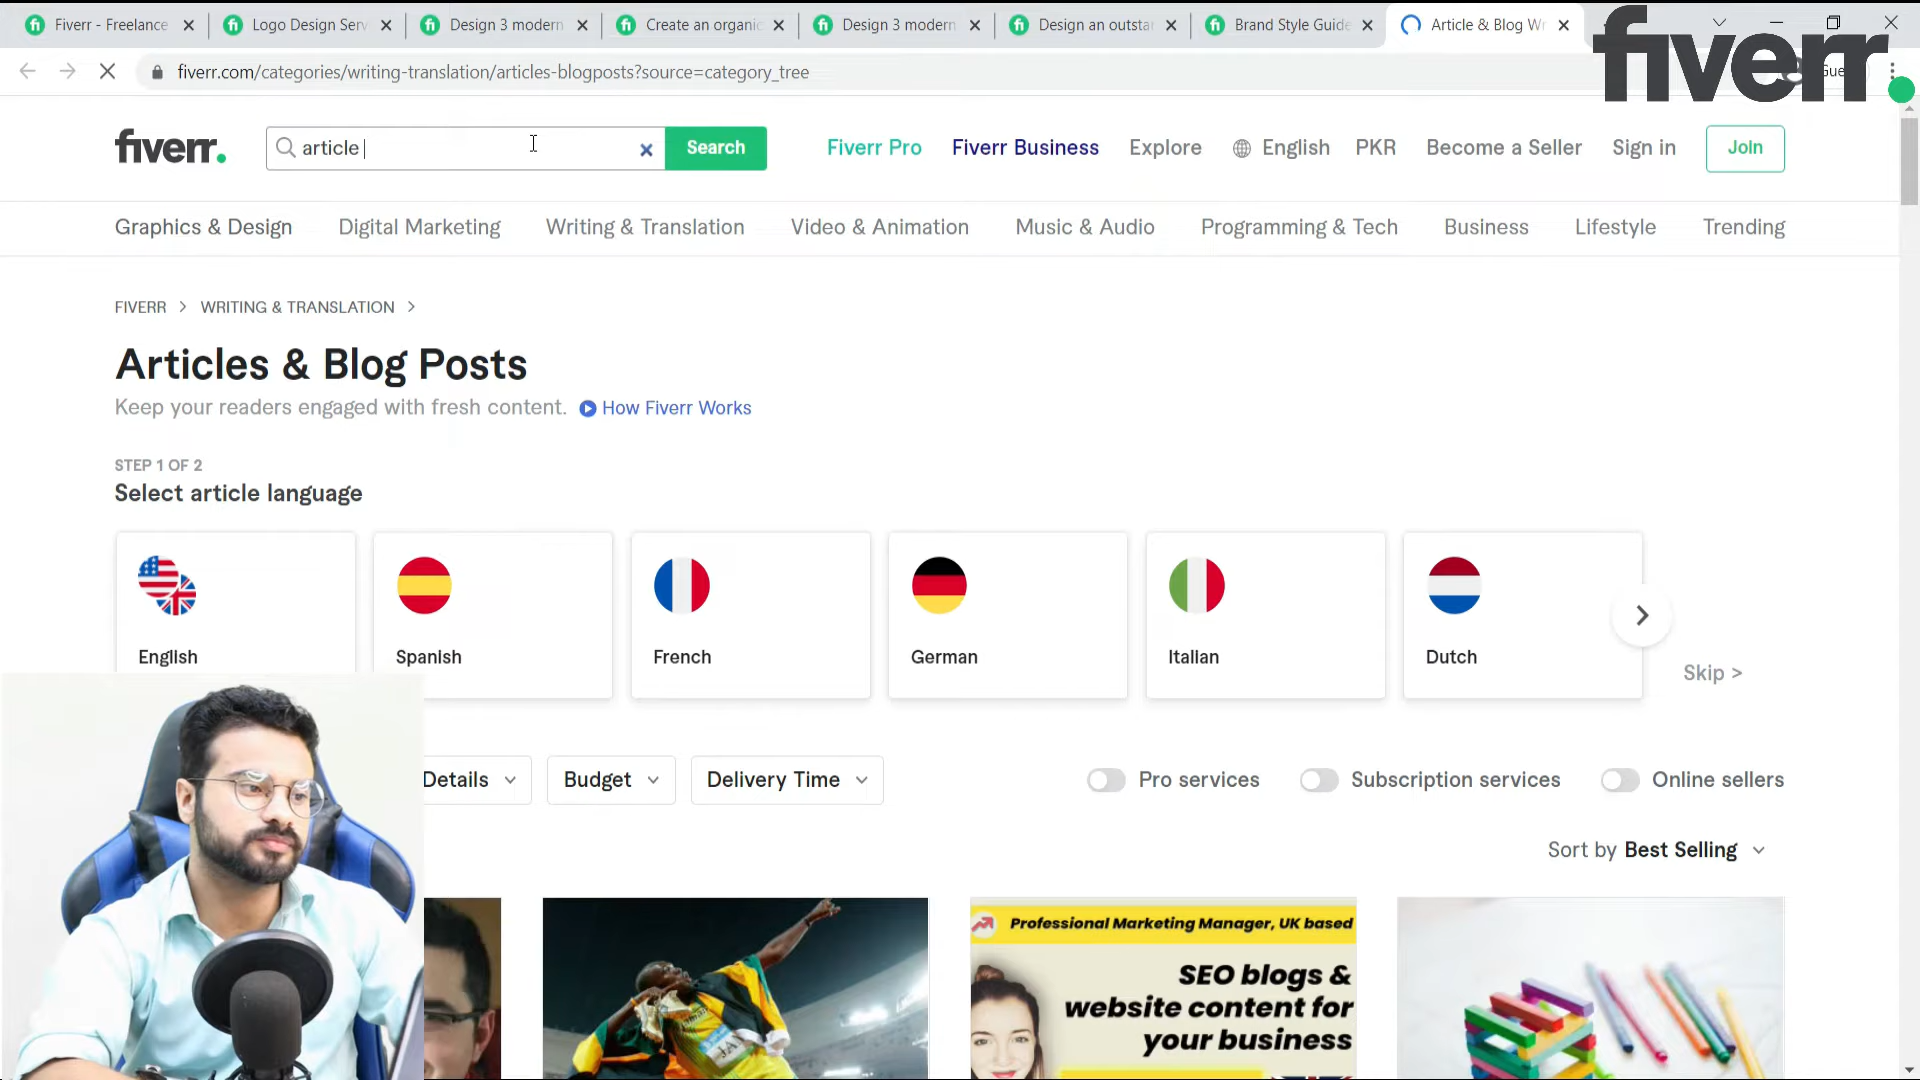 Fiverr - Freelance
Logo Design Serv
Design 3 modern
Create an organic
Design 3 modern
Design an outsta
Brand Style Guide
Article & Blog Wr
fiverr.com/categories/writing-translation/articles-blogposts?source=category_tree
fiverr.
fiverr.
article
Search
Fiverr Pro
Fiverr Business
Explore
English
PKR
Become a Seller
Sign in
Join
Graphics & Design
Digital Marketing
Writing & Translation
Video & Animation
Music & Audio
Programming & Tech
Business
Lifestyle
Trending
FIVERR > WRITING & TRANSLATION >
Articles & Blog Posts
Keep your readers engaged with fresh content. How Fiverr Works
STEP 1 OF 2
Select article language
English
Spanish
French
German
Italian
Dutch
Skip >
Details
Budget
Delivery Time
Pro services
Subscription services
Online sellers
Sort by Best Selling
Professional Marketing Manager, UK based
SEO blogs &
website content for
your business